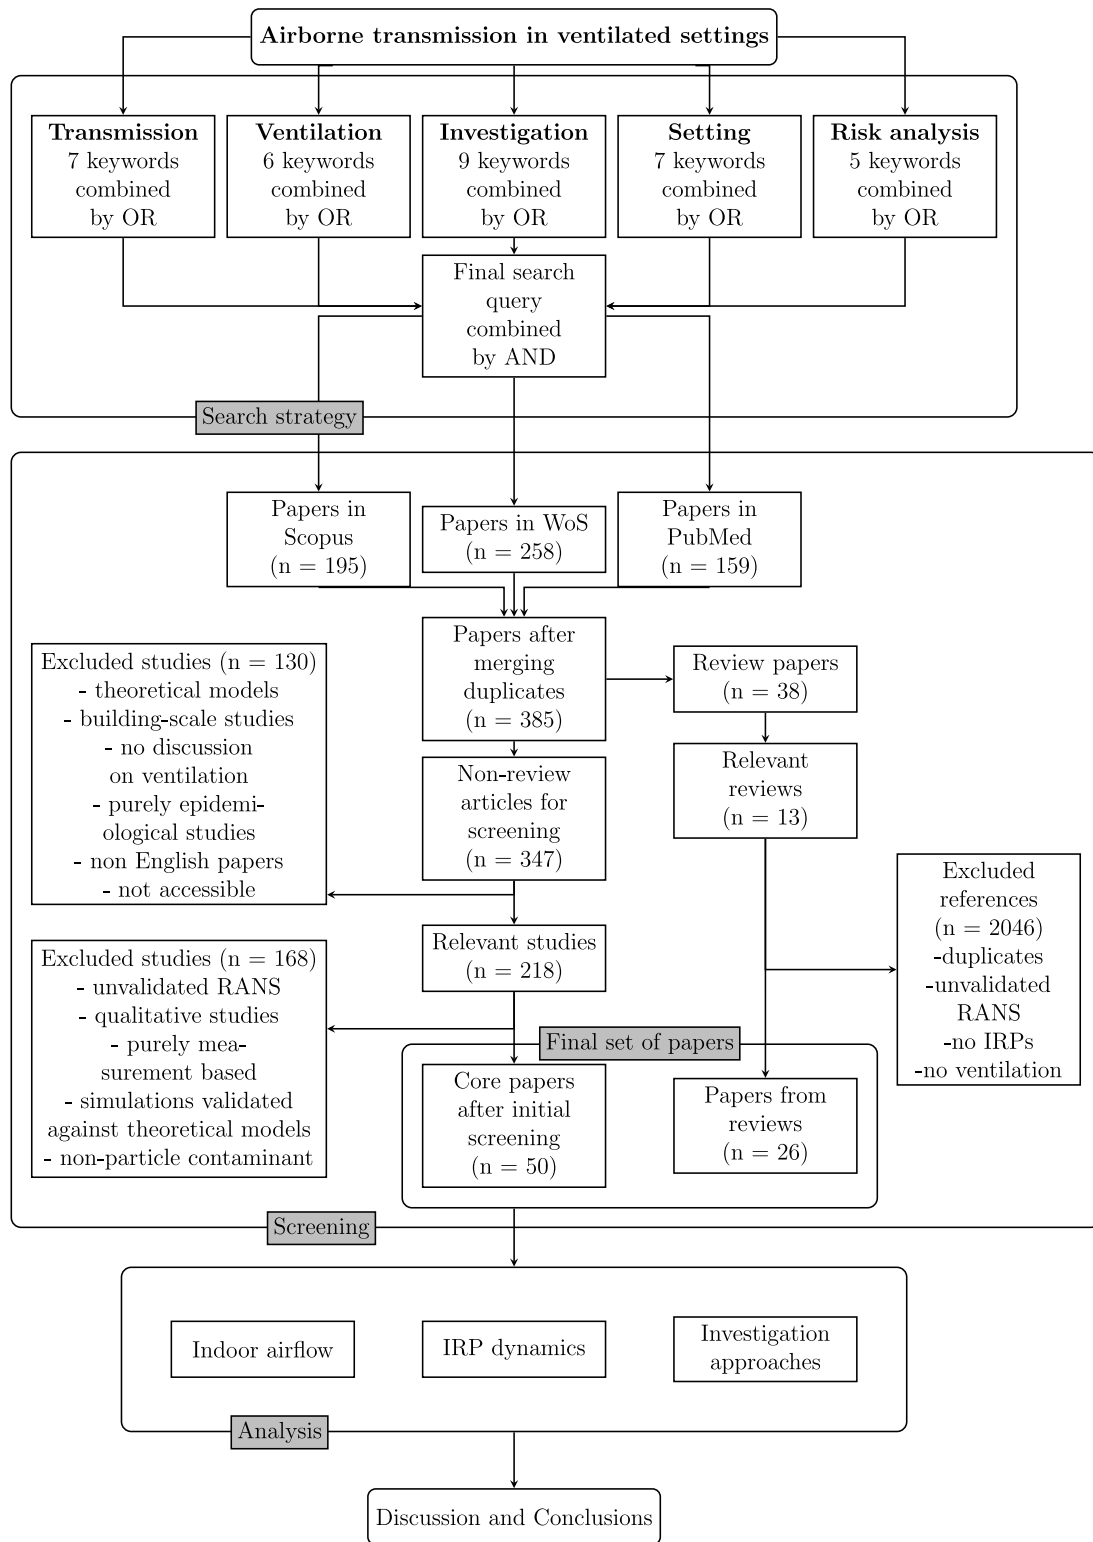 Airborne transmission in ventilated settings
Transmission
7 keywords
combined
by OR
Ventilation
6 keywords
combined
by OR
Investigation
9 keywords
combined
by OR
Setting
7 keywords
combined
by OR
Risk analysis
5 keywords
combined
by OR
Final search
query
combined
by AND
Search strategy
Papers in
Scopus
(n = 195)
Papers in WoS
(n = 258)
Papers in
PubMed
(n = 159)
Papers after
merging
duplicates
(n = 385)
Review papers
(n = 38)
Excluded studies (n = 130)
- theoretical models
- building-scale studies
- no discussion
on ventilation
- purely epidemi-
ological studies
- non English papers
- not accessible
Non-review
articles for
screening
(n = 347)
Relevant
reviews
(n = 13)
Excluded
references
(n = 2046)
-duplicates
-unvalidated
RANS
-no IRPs
-no ventilation
Relevant studies
(n = 218)
Excluded studies (n = 168)
- unvalidated RANS
- qualitative studies
- purely mea-
surement based
- simulations validated
against theoretical models
- non-particle contaminant
Final set of papers
Core papers
after initial
screening
(n = 50)
Papers from
reviews
(n = 26)
Screening
Indoor airflow
IRP dynamics
Investigation
approaches
Analysis
Discussion and Conclusions